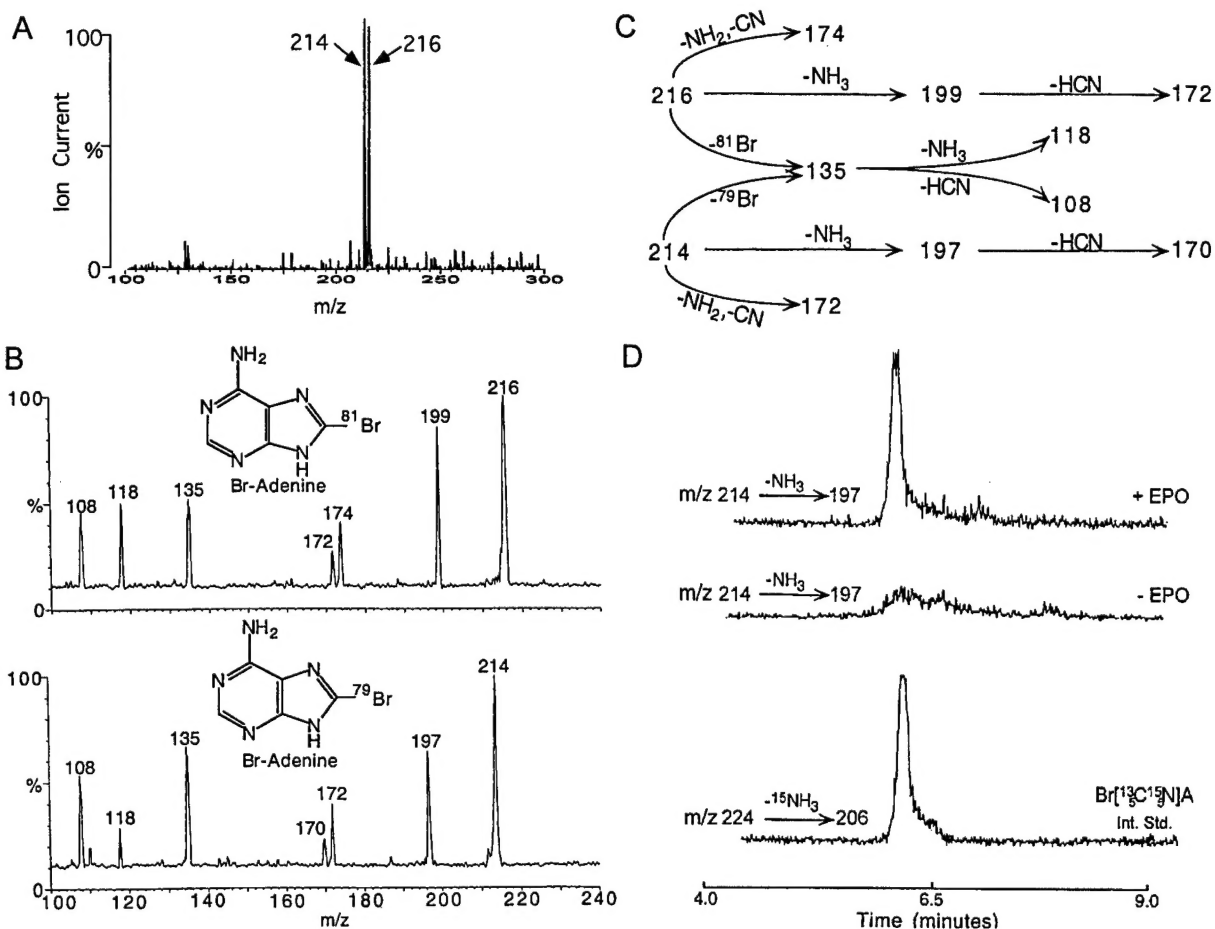 A
100
214
216
Ion Current
%
0
100
150
200
250
300
m/z
C
-NH2,-CN
174
216
-NH3
199
-HCN
172
-81Br
135
-NH3
118
-HCN
108
-79Br
214
-NH3
197
-HCN
170
-NH2,-CN
172
B
NH2
N
N
81Br
N
N
H
Br-Adenine
100
%
0
108
118
135
172
174
199
216
NH2
N
N
79Br
N
N
H
Br-Adenine
100
%
0
108
118
135
170
172
197
214
100
120
140
160
180
200
220
240
m/z
D
m/z 214
-NH3
197
+ EPO
m/z 214
-NH3
197
- EPO
m/z 224
-15NH3
206
Int. Std.
4.0
6.5
9.0
Time (minutes)